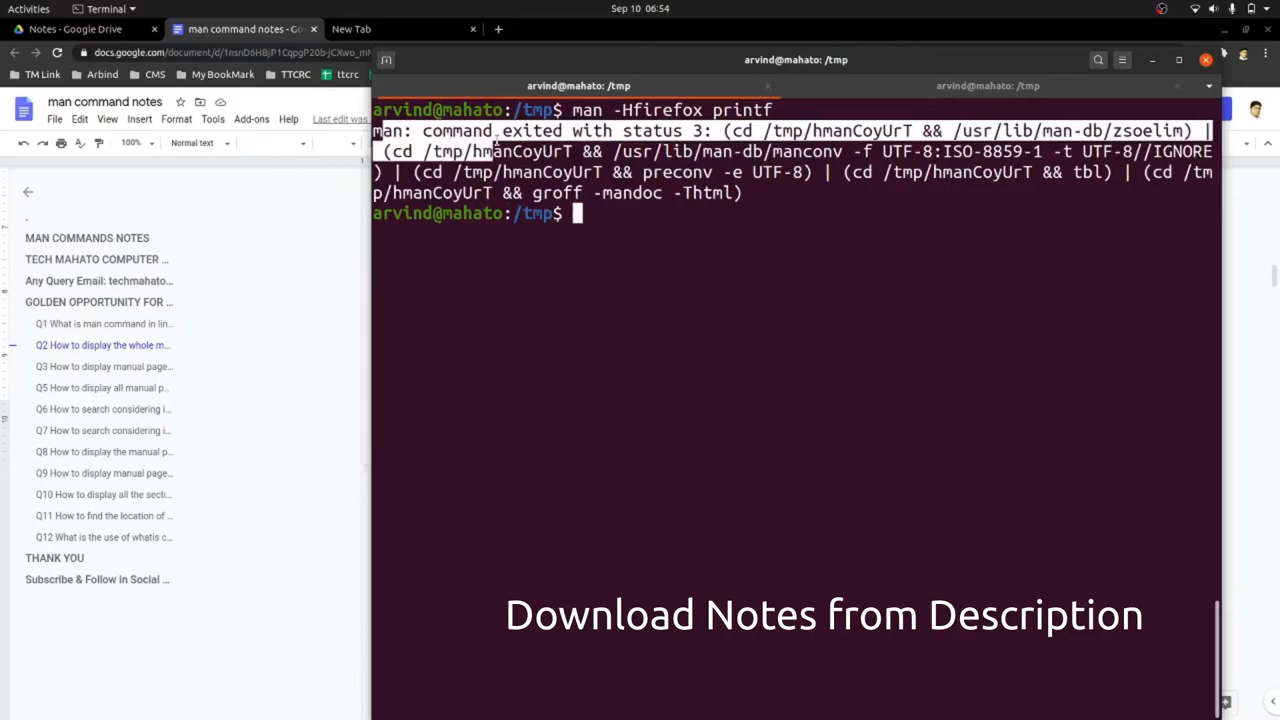 Activities
Terminal
Sep 10 06:54
Notes - Google Drive
man command notes - Go
New Tab
docs.google.com/document/d/1nsnD6HBjP1CqpgP20b-jCXwo_m
TM Link
Arbind
CMS
My BookMark
TTCRC
ttcrc
man command notes
File Edit View Insert Format Tools Add-ons Help Last edit was
100%
Normal text
MAN COMMANDS NOTES
TECH MAHATO COMPUTER ...
Any Query Email: techmahato...
GOLDEN OPPORTUNITY FOR ...
Q1 What is man command in lin...
Q2 How to display the whole m...
Q3 How to display manual page...
Q5 How to display all manual p...
Q6 How to search considering i...
Q7 How to search considering i...
Q8 How to display the manual p...
Q9 How to display manual page...
Q10 How to display all the secti...
Q11 How to find the location of ...
Q12 What is the use of whatis c...
THANK YOU
Subscribe & Follow in Social ...
arvind@mahato: /tmp
arvind@mahato: /tmp
arvind@mahato: /tmp
arvind@mahato:/tmp$ man -Hfirefox printf
man: command exited with status 3: (cd /tmp/hmanCoyUrT && /usr/lib/man-db/zsoelim) |
(cd /tmp/hmanCoyUrT && /usr/lib/man-db/manconv -f UTF-8:ISO-8859-1 -t UTF-8//IGNORE
) | (cd /tmp/hmanCoyUrT && preconv -e UTF-8) | (cd /tmp/hmanCoyUrT && tbl) | (cd /tm
p/hmanCoyUrT && groff -mandoc -Thtml)
arvind@mahato:/tmp$
Download Notes from Description